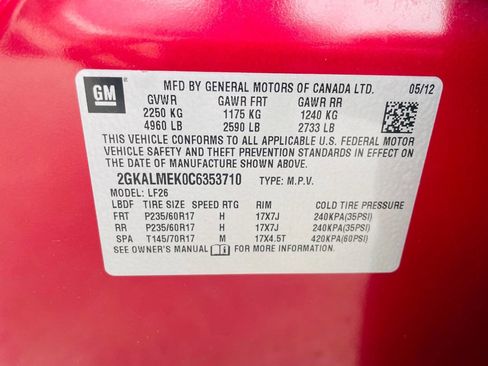 GM
MFD BY GENERAL MOTORS OF CANADA LTD. 05/12
GVWR GAWR FRT GAWR RR
2250 KG 1175 KG 1240 KG
4960 LB 2590 LB 2733 LB
THIS VEHICLE CONFORMS TO ALL APPLICABLE U.S. FEDERAL MOTOR
VEHICLE SAFETY AND THEFT PREVENTION STANDARDS IN EFFECT ON THE
DATE OF MANUFACTURE SHOWN ABOVE.
2GKALMEK0C6353710 TYPE: M.P.V.
MODEL: LF26
LBDF TIRE SIZE SPEED RTG RIM COLD TIRE PRESSURE
FRT P235/60R17 H 17X7J 240KPA(35PSI)
RR P235/60R17 H 17X7J 240KPA(35PSI)
SPA T145/70R17 M 17X4.5T 420KPA(60PSI)
SEE OWNER'S MANUAL FOR MORE INFORMATION.